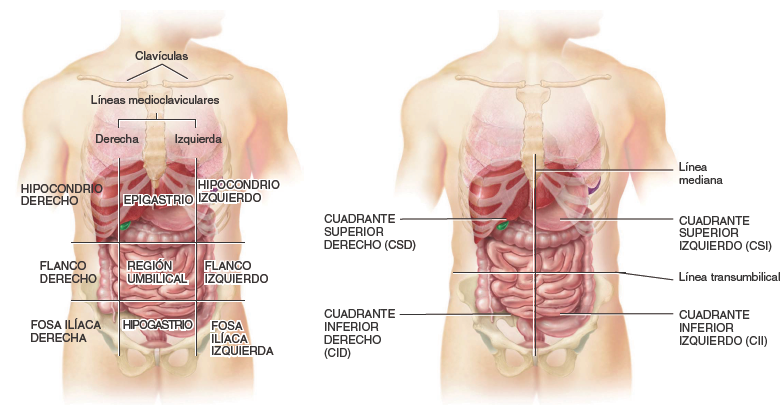 Clavículas
Líneas medioclaviculares
Derecha
Izquierda
HIPOCONDRIO
DERECHO
EPIGASTRIO
HIPOCONDRIO
IZQUIERDO
FLANCO
DERECHO
REGIÓN
UMBILICAL
FLANCO
IZQUIERDO
FOSA ILÍACA
DERECHA
HIPOGASTRIO
FOSA
ILÍACA
IZQUIERDA
Línea
mediana
CUADRANTE
SUPERIOR
DERECHO (CSD)
CUADRANTE
SUPERIOR
IZQUIERDO (CSI)
Línea transumbilical
CUADRANTE
INFERIOR
DERECHO
(CID)
CUADRANTE
INFERIOR
IZQUIERDO (CII)